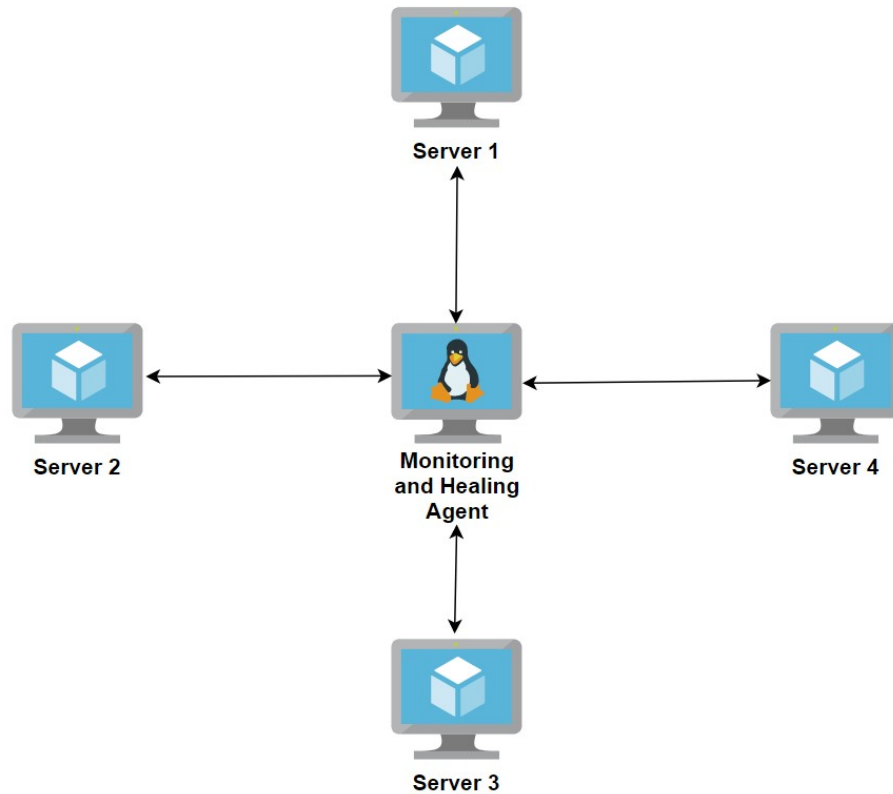 Server 1
Server 2
Monitoring
and Healing
Agent
Server 4
Server 3